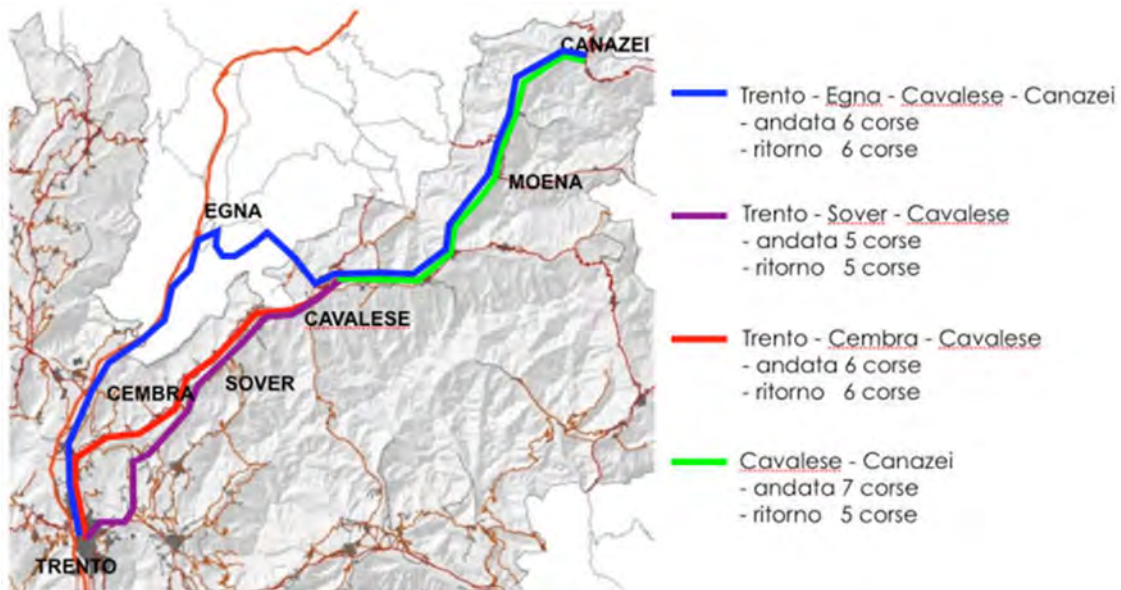 CANAZEI
MOENA
EGNA
CAVALESE
SOVER
CEMBRA
TRENTO
Trento - Egna - Cavalese - Canazei
- andata 6 corse
- ritorno 6 corse
Trento - Sover - Cavalese
- andata 5 corse
- ritorno 5 corse
Trento - Cembra - Cavalese
- andata 6 corse
- ritorno 6 corse
Cavalese - Canazei
- andata 7 corse
- ritorno 5 corse